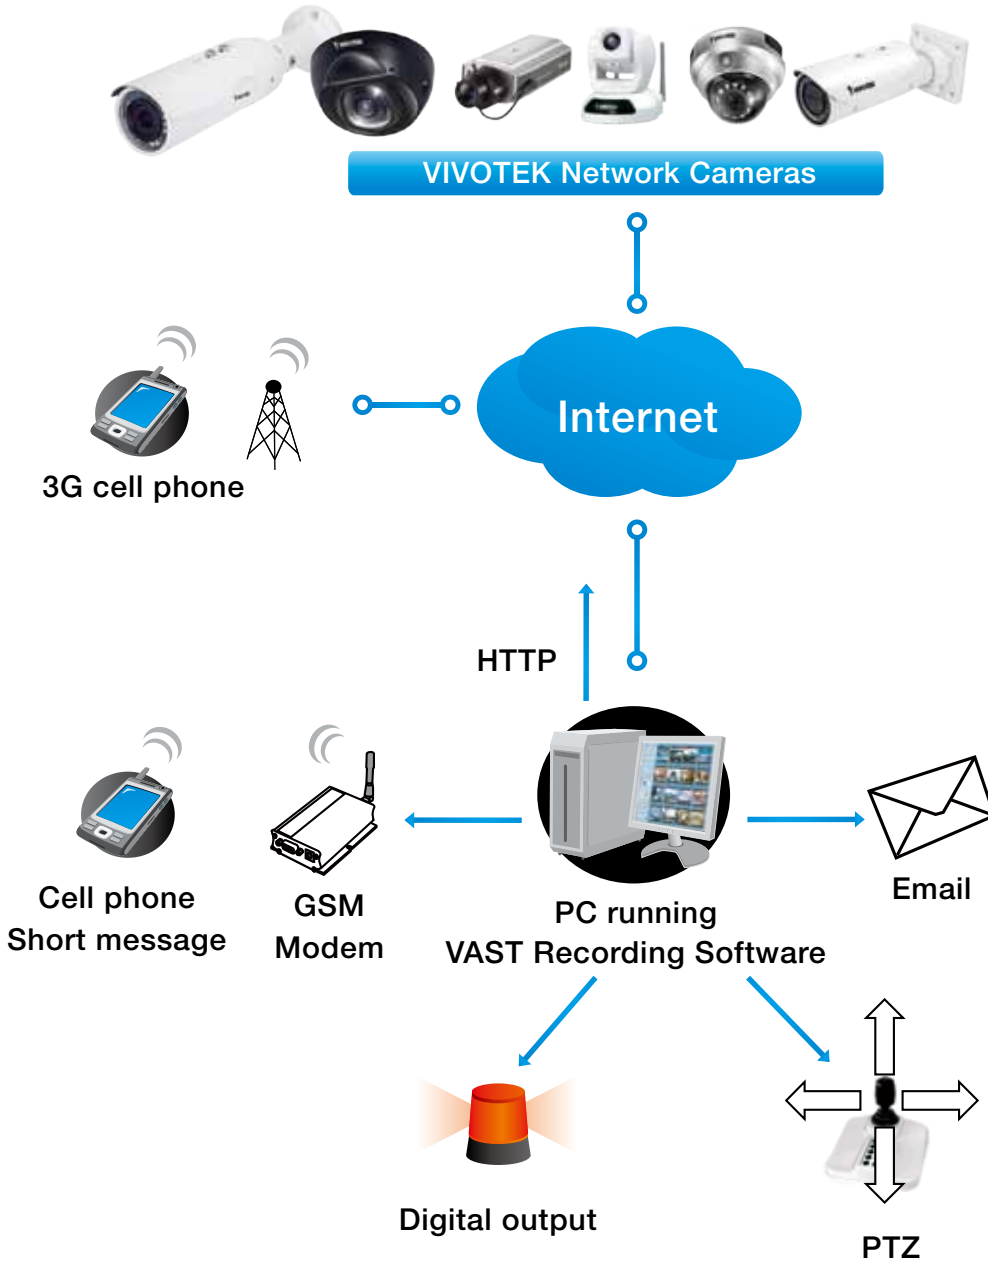 VIVOTEK Network Cameras
Internet
3G cell phone
HTTP
Cell phone
Short message
GSM
Modem
PC running
VAST Recording Software
Email
Digital output
PTZ